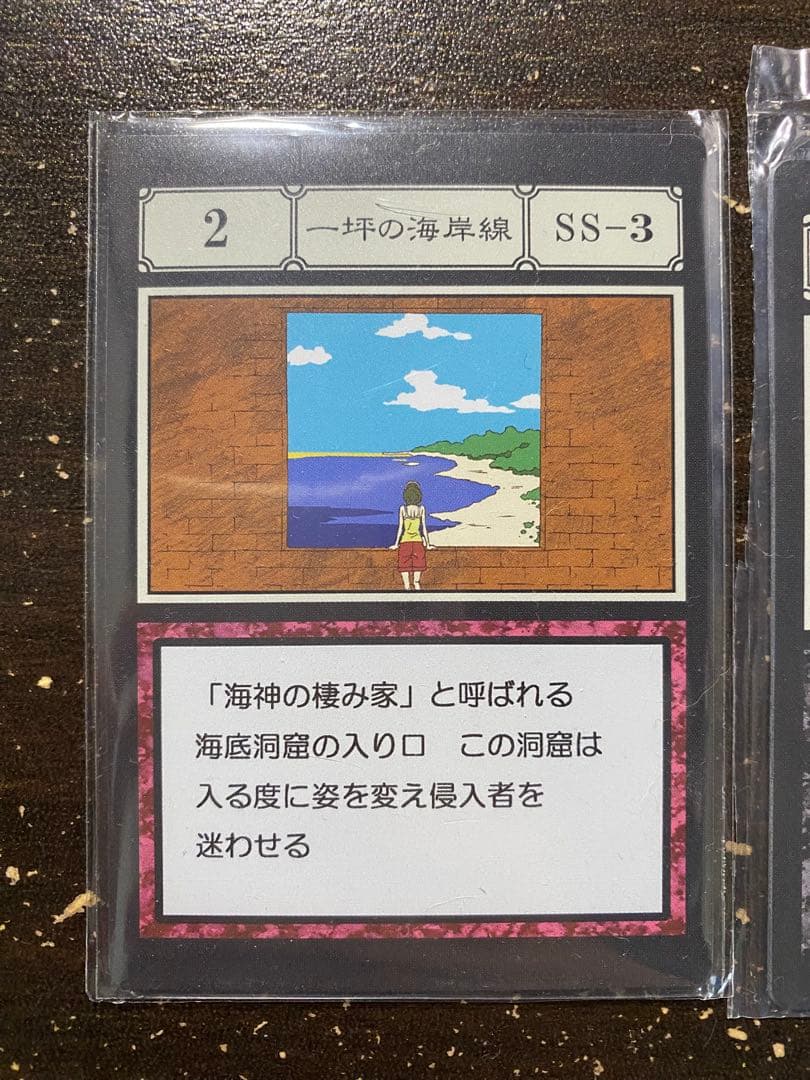 2 一坪の海岸線 SS-3
「海神の棲み家」と呼ばれる
海底洞窟の入り口　この洞窟は
入る度に姿を変え侵入者を
迷わせる